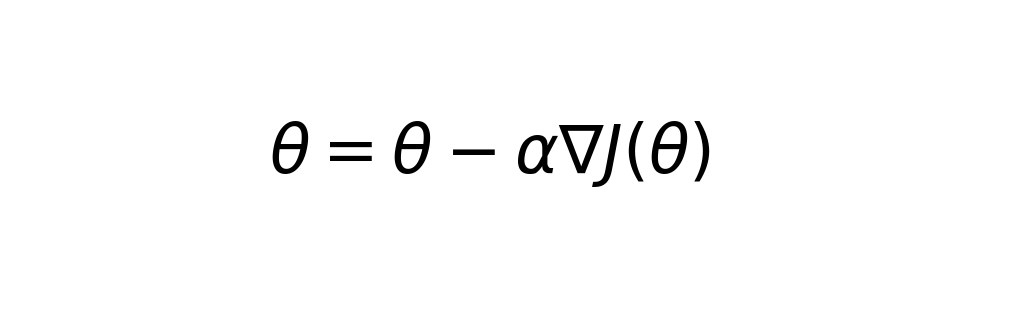 θ = θ − α∇J(θ)